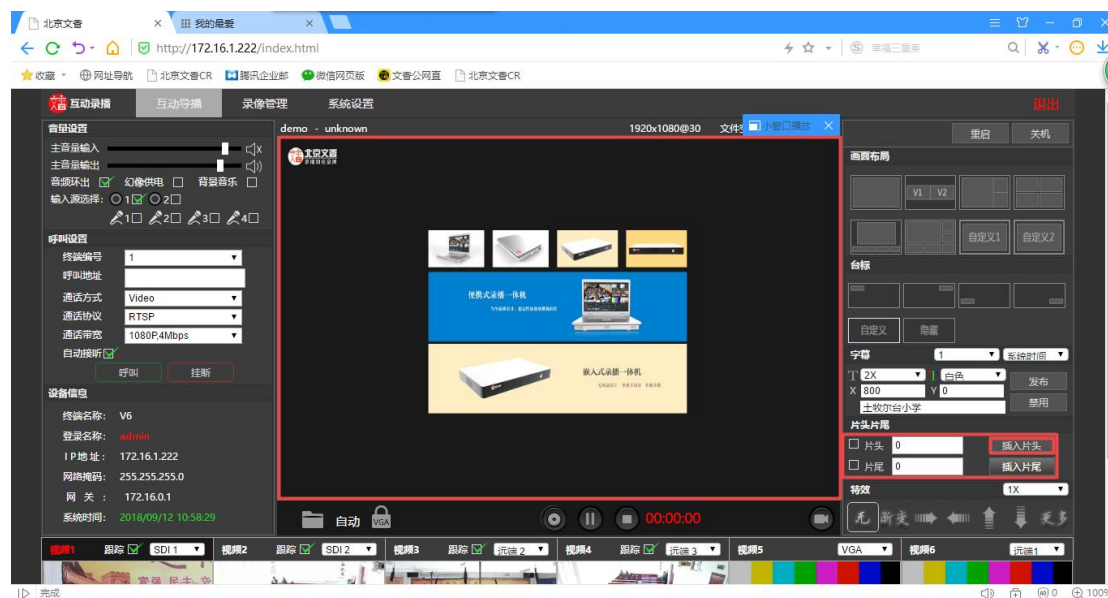 北京文香
我的最爱
http://172.16.1.222/index.html
幸福三重奏
收藏 网址导航 北京文香CR 腾讯企业邮 微信网页版 文香公网直 北京文香CR
文香 互动录播 互动导播 录像管理 系统设置 退出
音量设置
主音量输入
主音量输出
音频环出 幻像供电 背景音乐
输入源选择: 1 2
1 2 3 4
呼叫设置
终端编号 1
呼叫地址
通话方式 Video
通话协议 RTSP
通话带宽 1080P,4Mbps
自动接听
呼叫 挂断
设备信息
终端名称: V6
登录名称: admin
IP地址: 172.16.1.222
网络掩码: 255.255.255.0
网 关 : 172.16.0.1
系统时间: 2018/09/12 10:58:29
demo - unknown 1920x1080@30
小窗口播放
北京文香
便携式录播一体机
嵌入式录播一体机
自动 VGA 00:00:00
重启 关机
画面布局
V1 V2
自定义1 自定义2
台标
自定义 隐藏
字幕 1 系统时间
T 2X T 白色 发布
X 800 Y 0
土牧尔台小学 禁用
片头片尾
片头 0 插入片头
片尾 0 插入片尾
特效 1X
无 渐变 更多
视频1 跟踪 SDI 1 视频2 跟踪 SDI 2 视频3 跟踪 远端 2 视频4 跟踪 远端 3 视频5 VGA 视频6 远端1
完成 0 100%